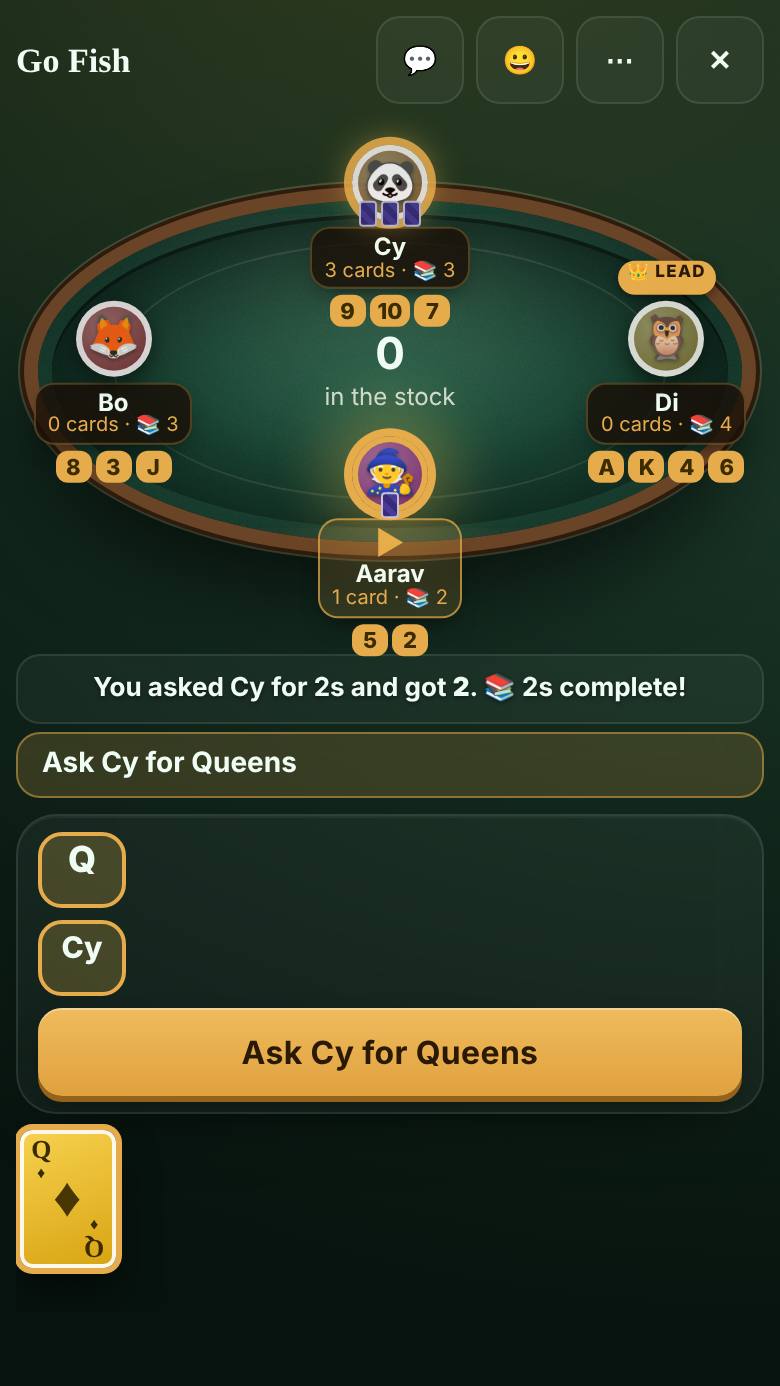 Go Fish
Cy
3 cards · 📚 3
9 10 7
👑 LEAD
0
in the stock
Bo
0 cards · 📚 3
8 3 J
Di
0 cards · 📚 4
A K 4 6
Aarav
1 card · 📚 2
5 2
You asked Cy for 2s and got 2. 📚 2s complete!
Ask Cy for Queens
Q
Cy
Ask Cy for Queens
Q
Q